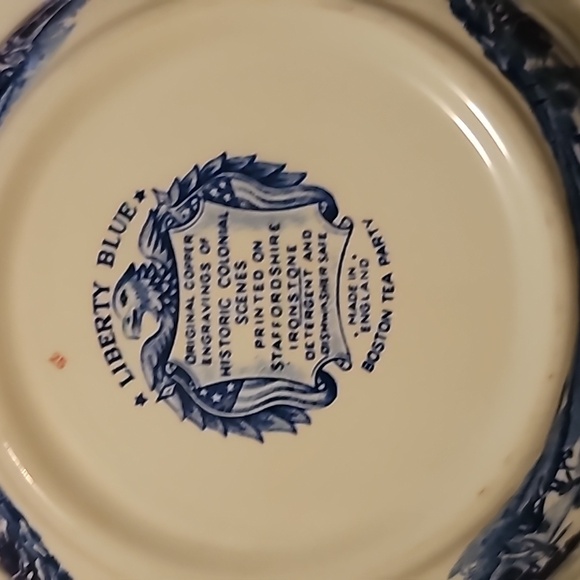 ★ LIBERTY BLUE ★
ORIGINAL COPPER
ENGRAVINGS OF
HISTORIC COLONIAL
SCENES
PRINTED ON
STAFFORDSHIRE
IRONSTONE
DETERGENT AND
DISHWASHER SAFE
• MADE IN •
ENGLAND
BOSTON TEA PARTY